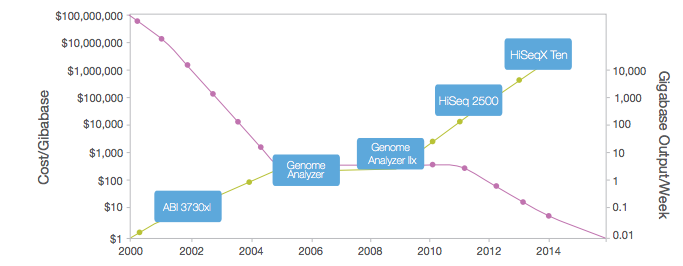 $100,000,000
$10,000,000
$1,000,000
$100,000
$10,000
$1,000
$100
$10
$1
Cost/Gibabase
2000
2002
2004
2006
2008
2010
2012
2014
10,000
1,000
100
10
1
0.1
0.01
Gigabase Output/Week
ABI 3730xl
Genome
Analyzer
Genome
Analyzer IIx
HiSeq 2500
HiSeqX Ten